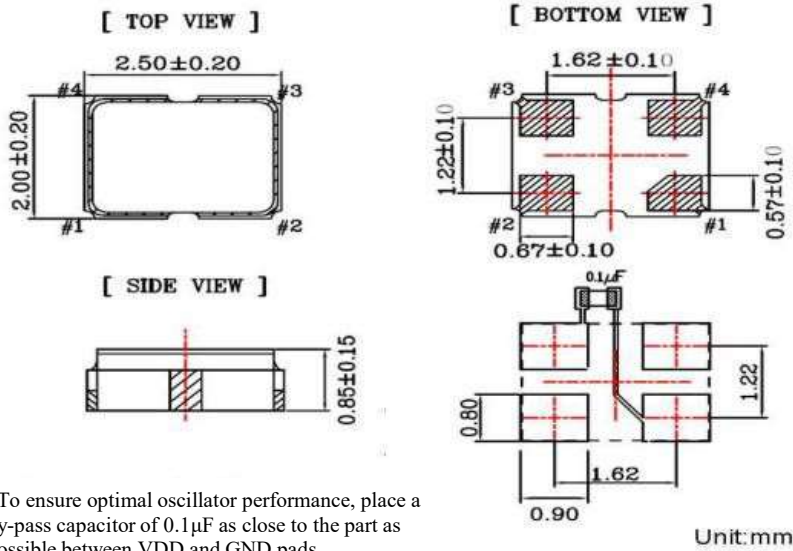 [ TOP VIEW ]
2.50±0.20
#4
#3
2.00±0.20
#1
#2
[ BOTTOM VIEW ]
1.62±0.10
#3
#4
1.22±0.10
0.57±0.10
#2
#1
0.67±0.10
[ SIDE VIEW ]
0.85±0.15
0.1μF
0.80
1.22
1.62
0.90
To ensure optimal oscillator performance, place a
y-pass capacitor of 0.1μF as close to the part as
ossible between VDD and GND pads
Unit:mm